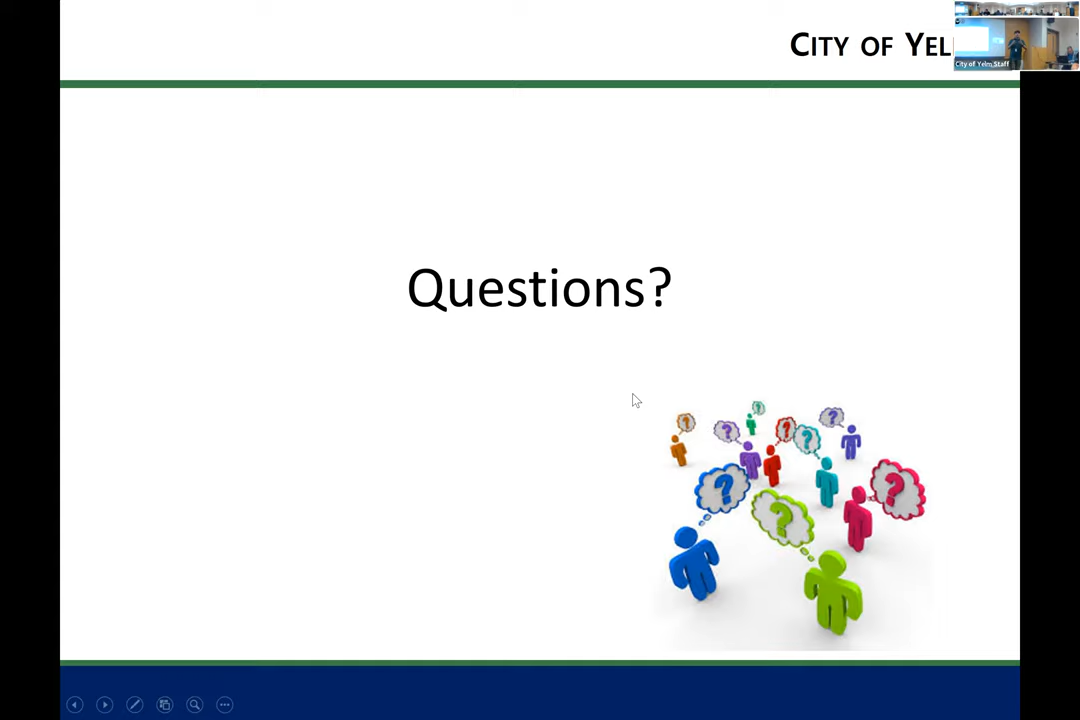 CITY OF YEL
City of Yelm Staff
Questions?
? ? ? ? ? ? ? ? ? ?